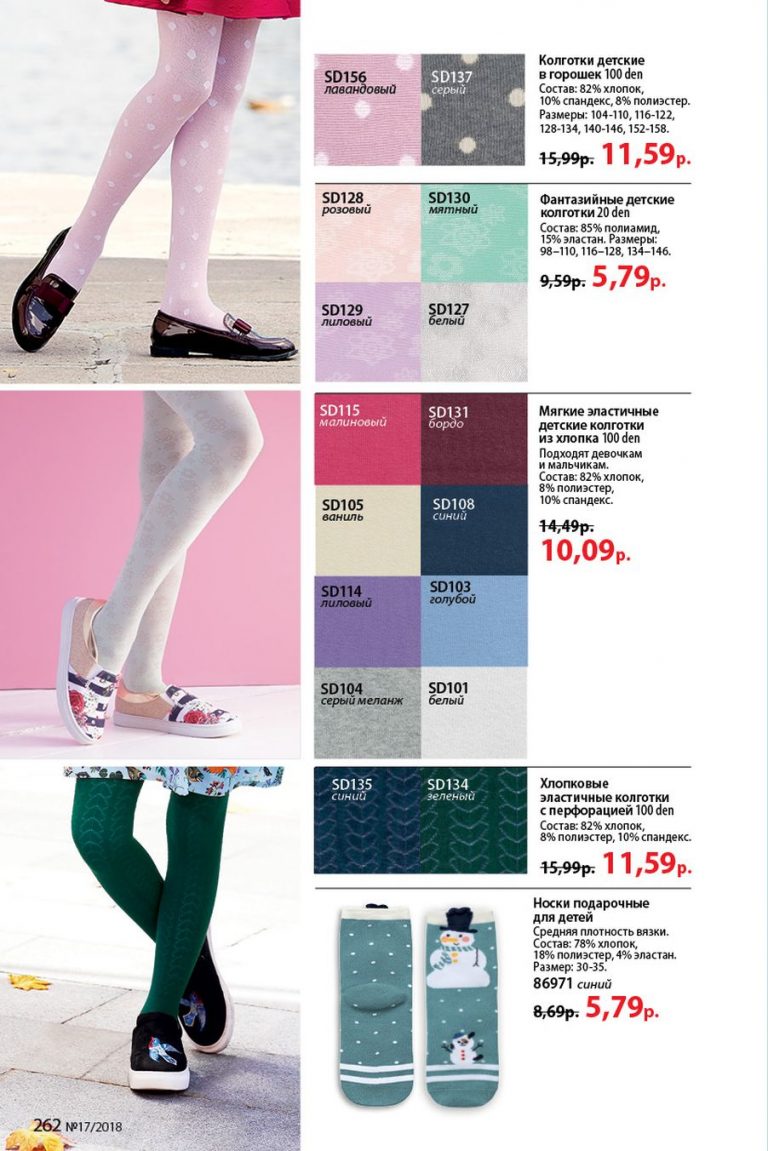 SD156
лавандовый
SD137
серый
Колготки детские
в горошек 100 den
Состав: 82% хлопок,
10% спандекс, 8% полиэстер.
Размеры: 104-110, 116-122,
128-134, 140-146, 152-158.
15,99р. 11,59р.
SD128
розовый
SD130
мятный
SD129
лиловый
SD127
белый
Фантазийные детские
колготки 20 den
Состав: 85% полиамид,
15% эластан. Размеры:
98–110, 116–128, 134–146.
9,59р. 5,79р.
SD115
малиновый
SD131
бордо
SD105
ваниль
SD108
синий
SD114
лиловый
SD103
голубой
SD104
серый меланж
SD101
белый
Мягкие эластичные
детские колготки
из хлопка 100 den
Подходят девочкам
и мальчикам.
Состав: 82% хлопок,
8% полиэстер,
10% спандекс.
14,49р.
10,09р.
SD135
синий
SD134
зеленый
Хлопковые
эластичные колготки
с перфорацией 100 den
Состав: 82% хлопок,
8% полиэстер, 10% спандекс.
15,99р. 11,59р.
Носки подарочные
для детей
Средняя плотность вязки.
Состав: 78% хлопок,
18% полиэстер, 4% эластан.
Размер: 30-35.
86971 синий
8,69р. 5,79р.
262 №17/2018